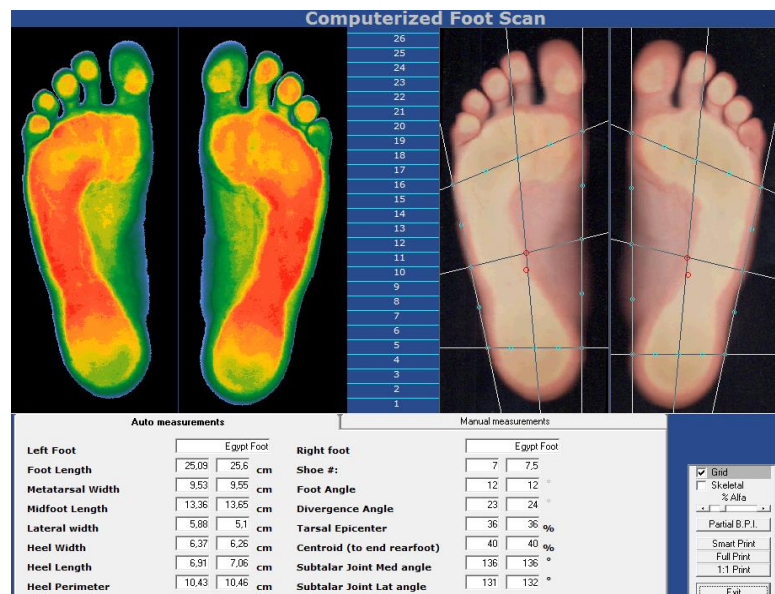 Computerized Foot Scan
26
25
24
23
22
21
20
19
18
17
16
15
14
13
12
11
10
9
8
7
6
5
4
3
2
1
Auto measurements Manual measurements
Left Foot Egypt Foot Right foot Egypt Foot
Foot Length 25,09 25,6 cm Shoe #: 7 7,5
Metatarsal Width 9,53 9,55 cm Foot Angle 12 12 °
Midfoot Length 13,36 13,65 cm Divergence Angle 23 24 °
Lateral width 5,88 5,1 cm Tarsal Epicenter 36 36 %
Heel Width 6,37 6,26 cm Centroid (to end rearfoot) 40 40 %
Heel Length 6,91 7,06 cm Subtalar Joint Med angle 136 136 °
Heel Perimeter 10,43 10,46 cm Subtalar Joint Lat angle 131 132 °
Grid
Skeletal
% Alfa
Partial B.P.I.
Smart Print
Full Print
1:1 Print
Exit